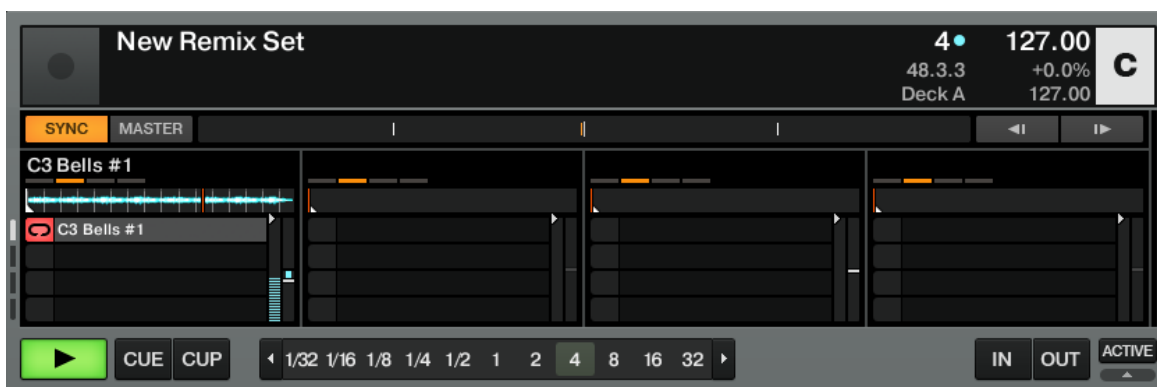 New Remix Set
4 127.00
48.3.3 +0.0%
Deck A 127.00
C
SYNC MASTER
C3 Bells #1
C3 Bells #1
CUE CUP 1/32 1/16 1/8 1/4 1/2 1 2 4 8 16 32 IN OUT ACTIVE